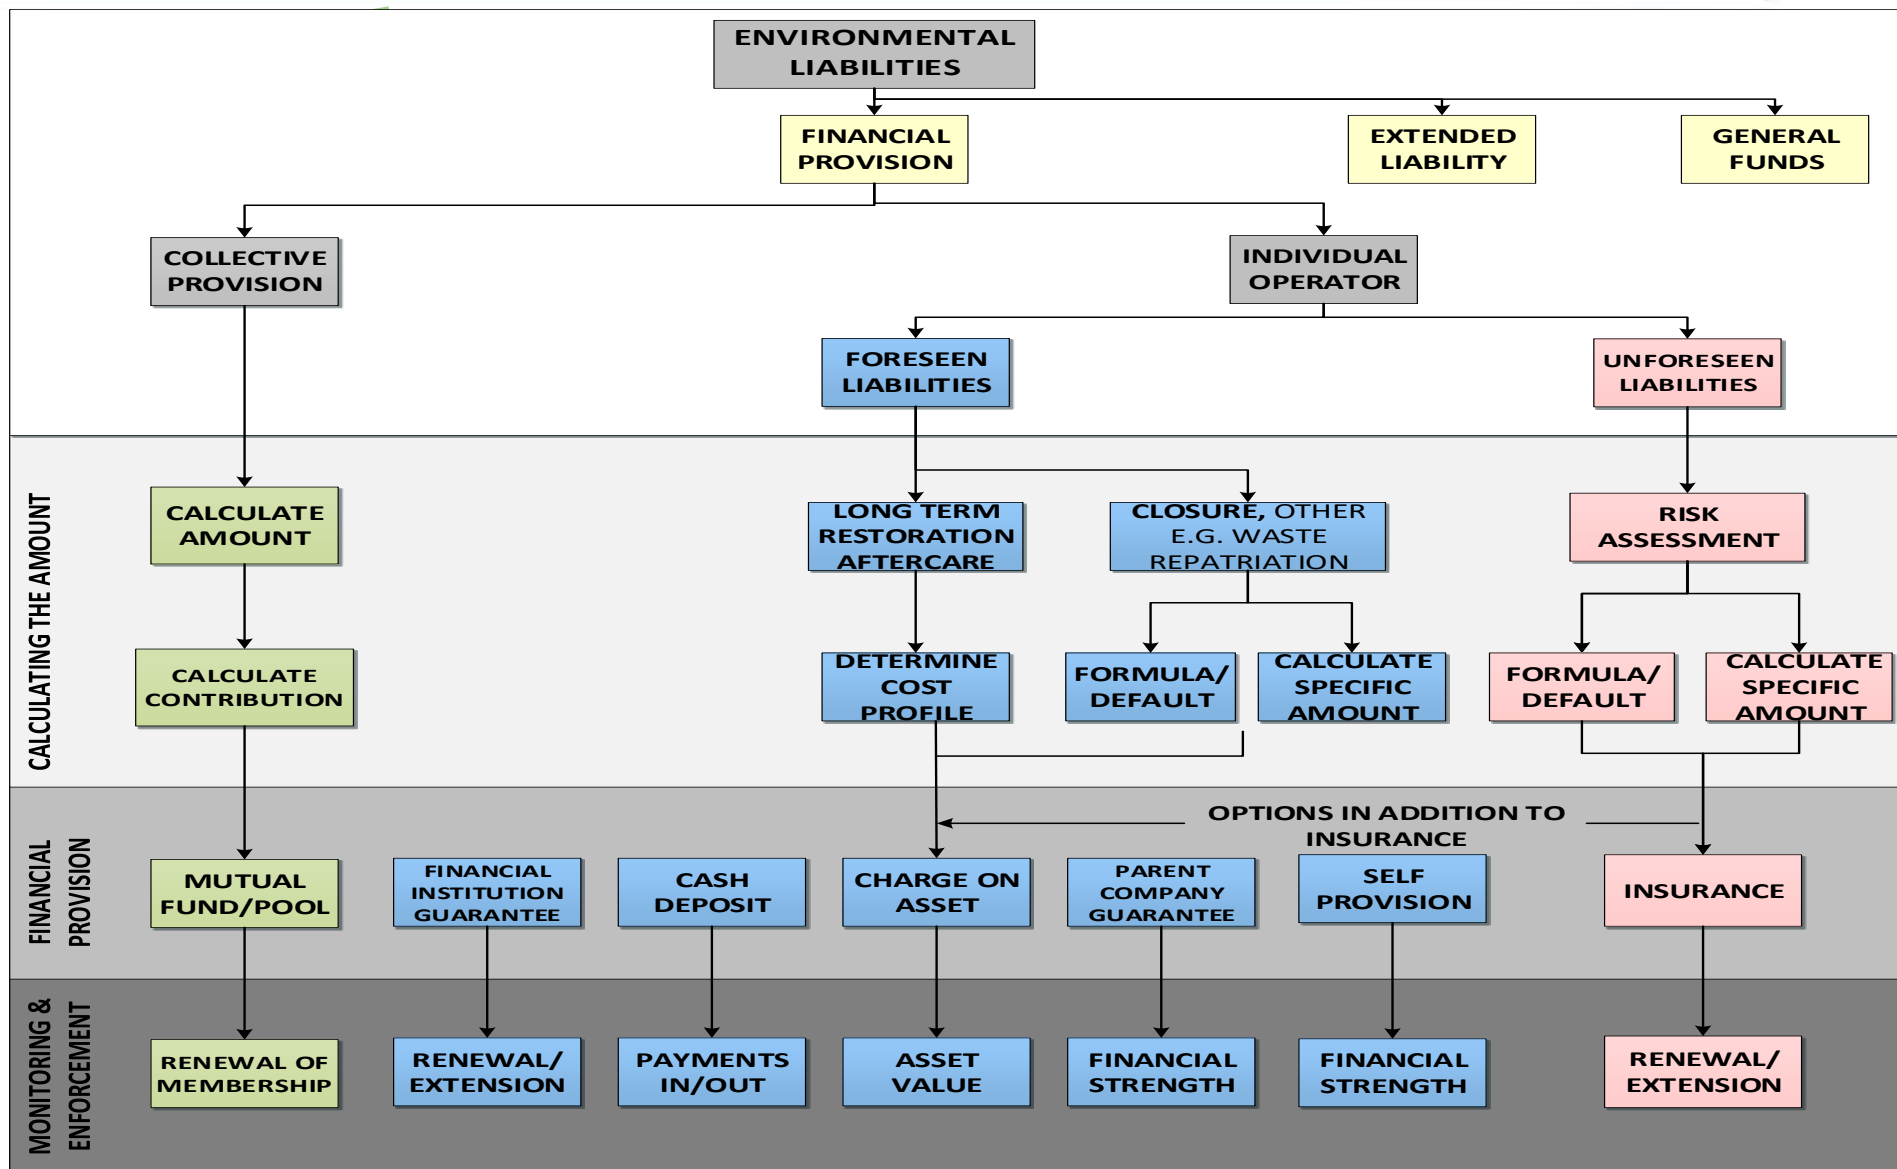 ENVIRONMENTAL
LIABILITIES
FINANCIAL
PROVISION
EXTENDED
LIABILITY
GENERAL
FUNDS
COLLECTIVE
PROVISION
INDIVIDUAL
OPERATOR
FORESEEN
LIABILITIES
UNFORESEEN
LIABILITIES
CALCULATING THE AMOUNT
CALCULATE
AMOUNT
LONG TERM
RESTORATION
AFTERCARE
CLOSURE, OTHER
E.G. WASTE
REPATRIATION
RISK
ASSESSMENT
CALCULATE
CONTRIBUTION
DETERMINE
COST
PROFILE
FORMULA/
DEFAULT
CALCULATE
SPECIFIC
AMOUNT
FORMULA/
DEFAULT
CALCULATE
SPECIFIC
AMOUNT
OPTIONS IN ADDITION TO
INSURANCE
FINANCIAL
PROVISION
MUTUAL
FUND/POOL
FINANCIAL
INSTITUTION
GUARANTEE
CASH
DEPOSIT
CHARGE ON
ASSET
PARENT
COMPANY
GUARANTEE
SELF
PROVISION
INSURANCE
MONITORING &
ENFORCEMENT
RENEWAL OF
MEMBERSHIP
RENEWAL/
EXTENSION
PAYMENTS
IN/OUT
ASSET
VALUE
FINANCIAL
STRENGTH
FINANCIAL
STRENGTH
RENEWAL/
EXTENSION